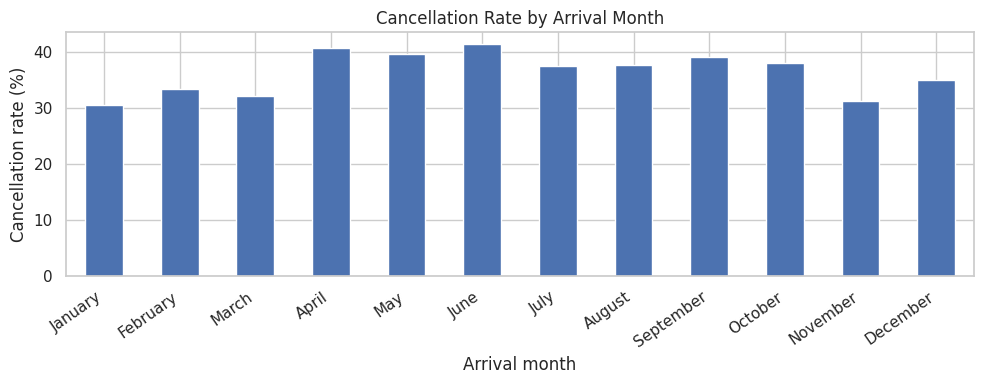 Cancellation Rate by Arrival Month
Cancellation rate (%)
40
30
20
10
0
January
February
March
April
May
June
July
August
September
October
November
December
Arrival month